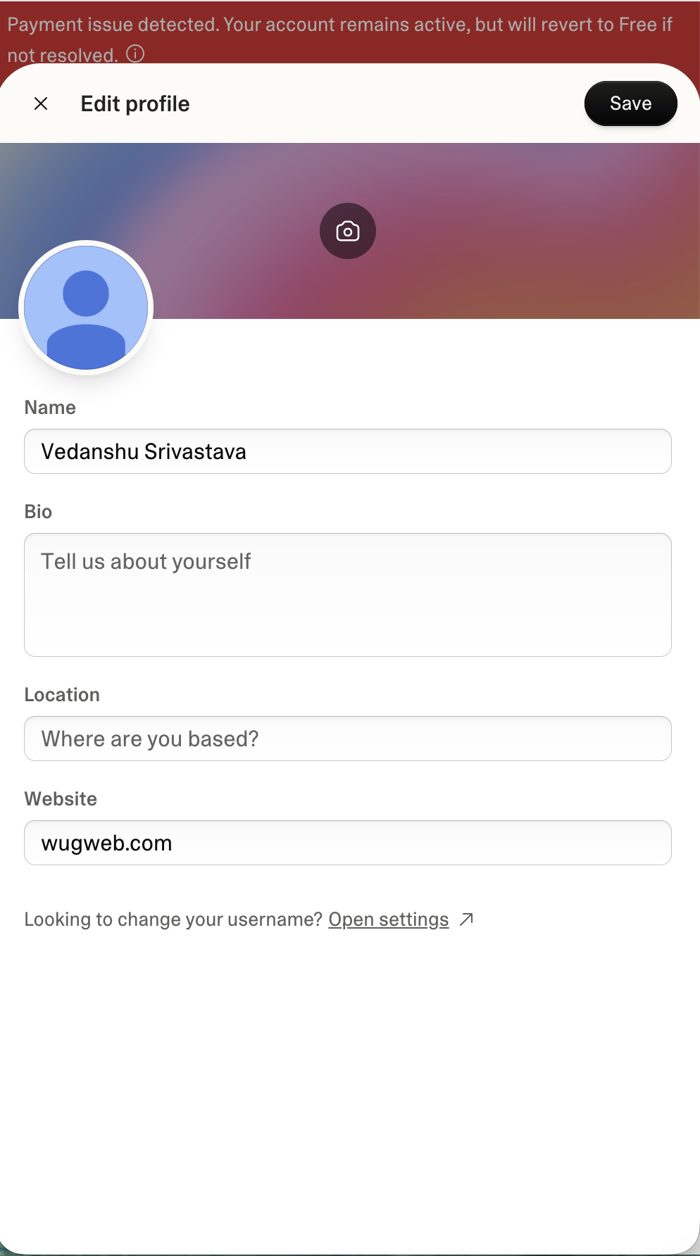 Payment issue detected. Your account remains active, but will revert to Free if
not resolved.
Edit profile
Save
Name
Vedanshu Srivastava
Bio
Tell us about yourself
Location
Where are you based?
Website
wugweb.com
Looking to change your username? Open settings